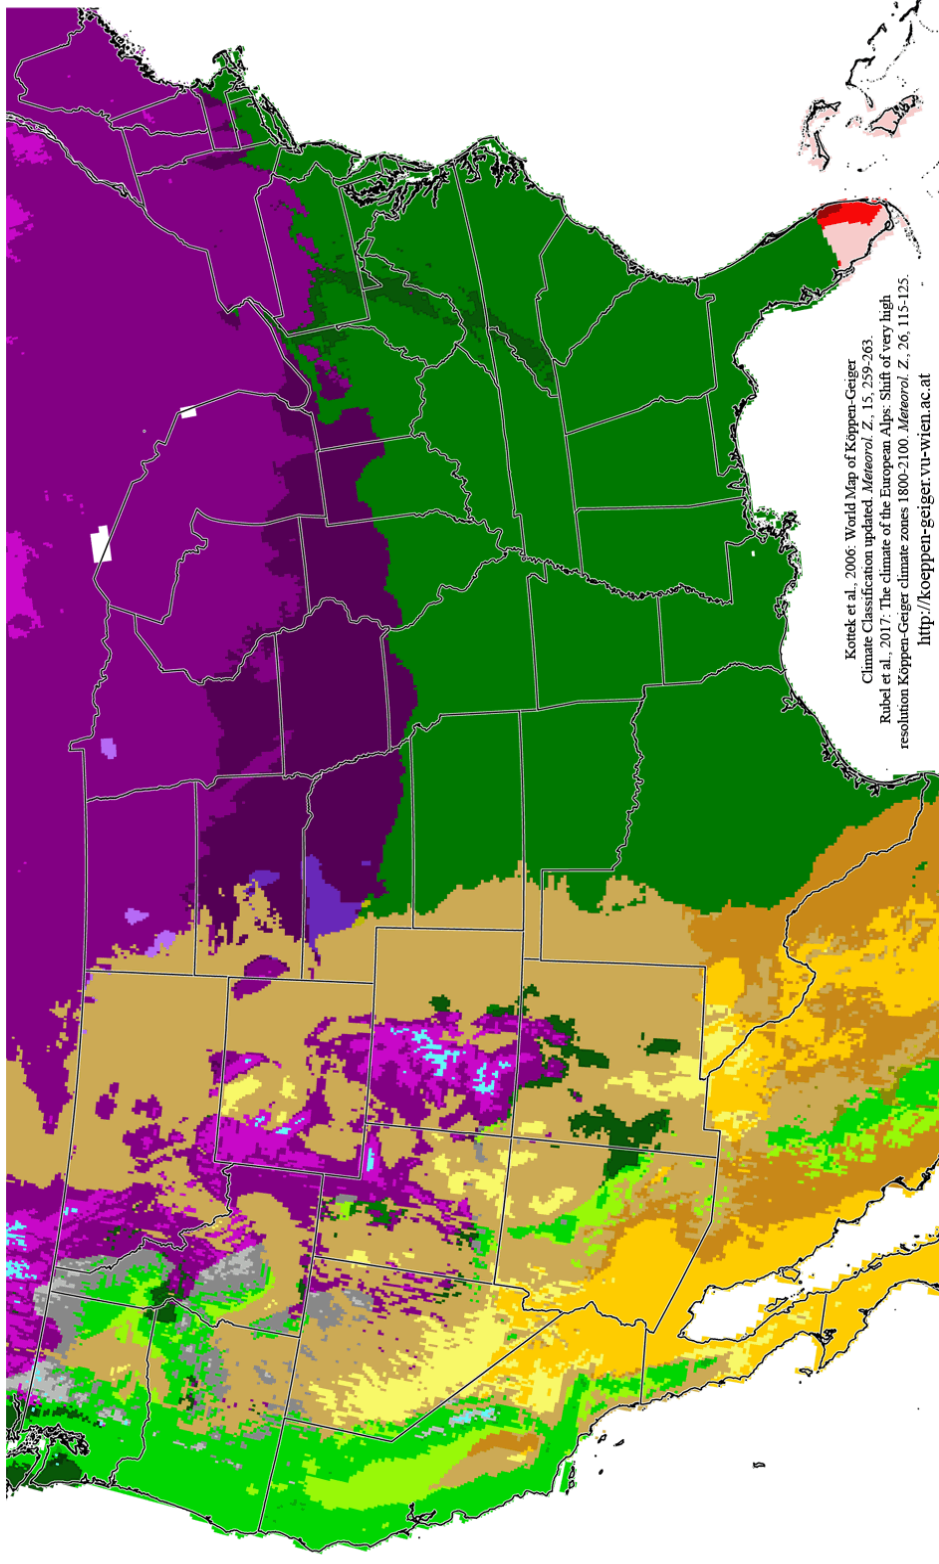 Kottek et al., 2006: World Map of Köppen-Geiger
Climate Classification updated. Meteorol. Z., 15, 259-263.
Rubel et al., 2017: The climate of the European Alps: Shift of very high
resolution Köppen-Geiger climate zones 1800-2100. Meteorol. Z., 26, 115-125.
http://koeppen-geiger.vu-wien.ac.at